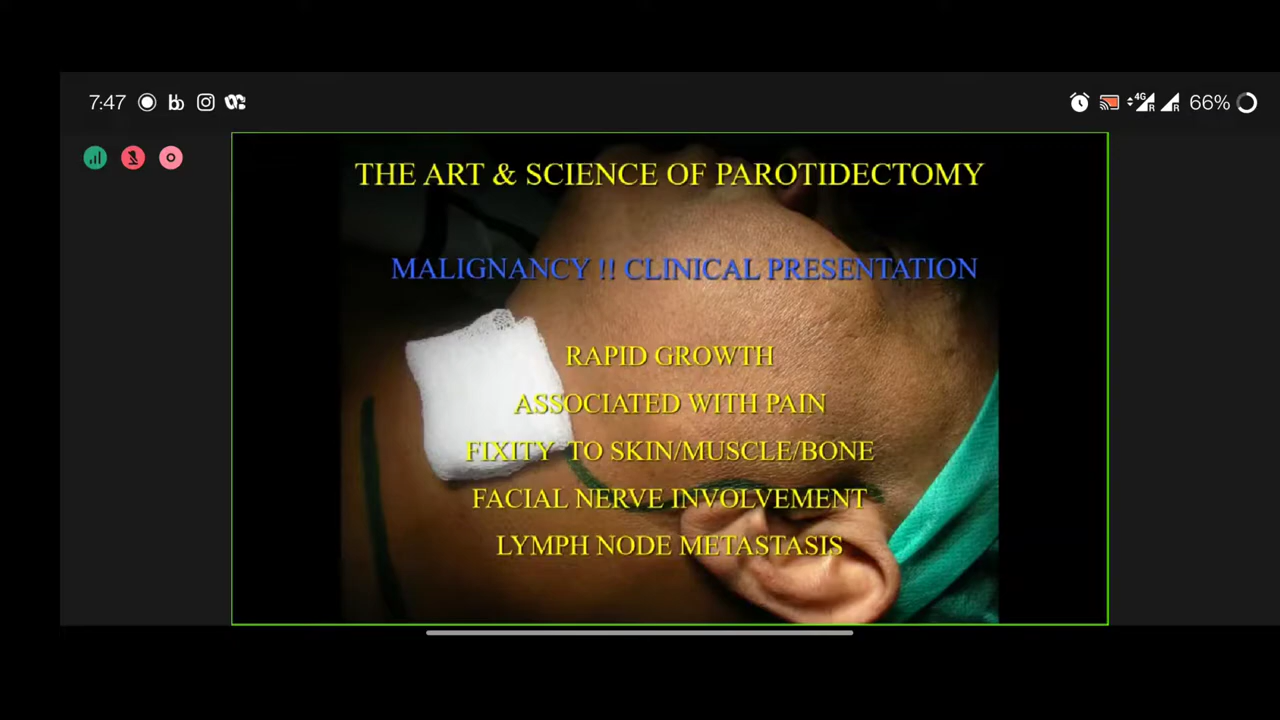 7:47
66%
4G
R
R
THE ART & SCIENCE OF PAROTIDECTOMY
MALIGNANCY !! CLINICAL PRESENTATION
RAPID GROWTH
ASSOCIATED WITH PAIN
FIXITY TO SKIN/MUSCLE/BONE
FACIAL NERVE INVOLVEMENT
LYMPH NODE METASTASIS